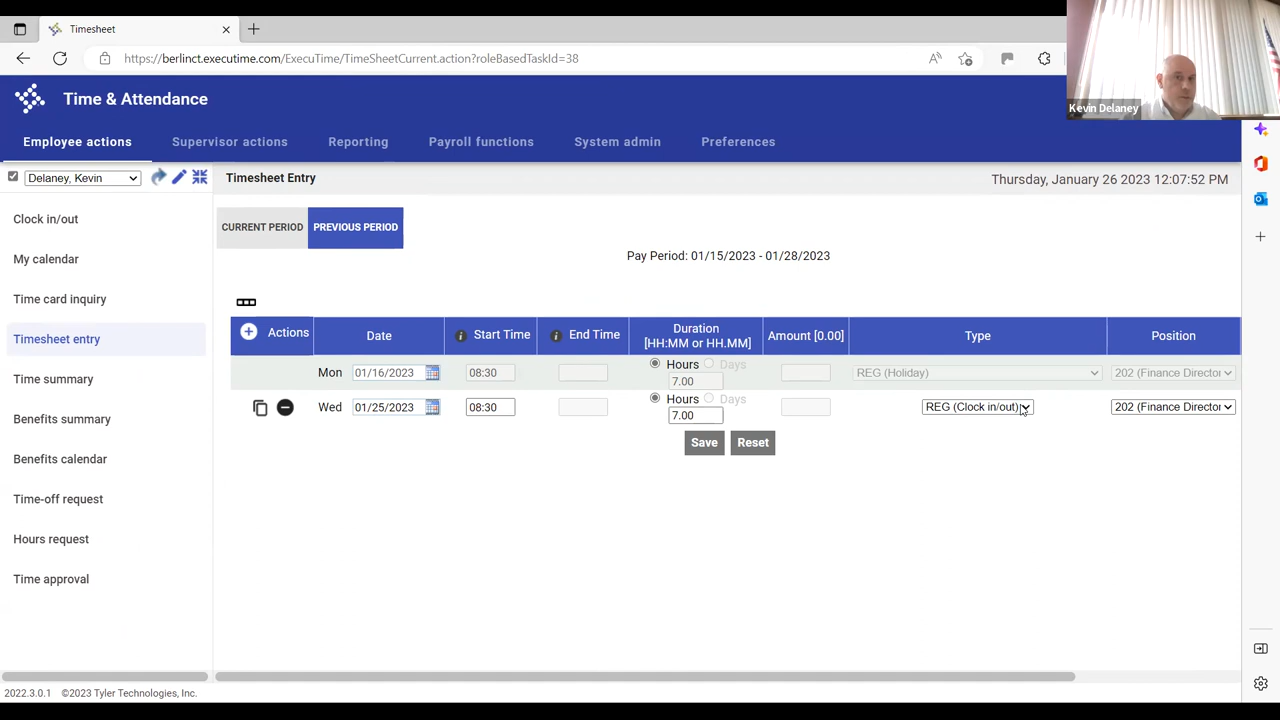 Timesheet
https://berlinct.executime.com/ExecuTime/TimeSheetCurrent.action?roleBasedTaskId=38
Kevin Delaney
Time & Attendance
Employee actions Supervisor actions Reporting Payroll functions System admin Preferences
Delaney, Kevin
Timesheet Entry
Thursday, January 26 2023 12:07:52 PM
Clock in/out
My calendar
Time card inquiry
Timesheet entry
Time summary
Benefits summary
Benefits calendar
Time-off request
Hours request
Time approval
CURRENT PERIOD PREVIOUS PERIOD
Pay Period: 01/15/2023 - 01/28/2023
Actions Date Start Time End Time Duration [HH:MM or HH.MM] Amount [0.00] Type Position
Mon 01/16/2023 08:30 Hours Days 7.00 REG (Holiday) 202 (Finance Director
Wed 01/25/2023 08:30 Hours Days 7.00 REG (Clock in/out) 202 (Finance Director
Save Reset
2022.3.0.1 ©2023 Tyler Technologies, Inc.